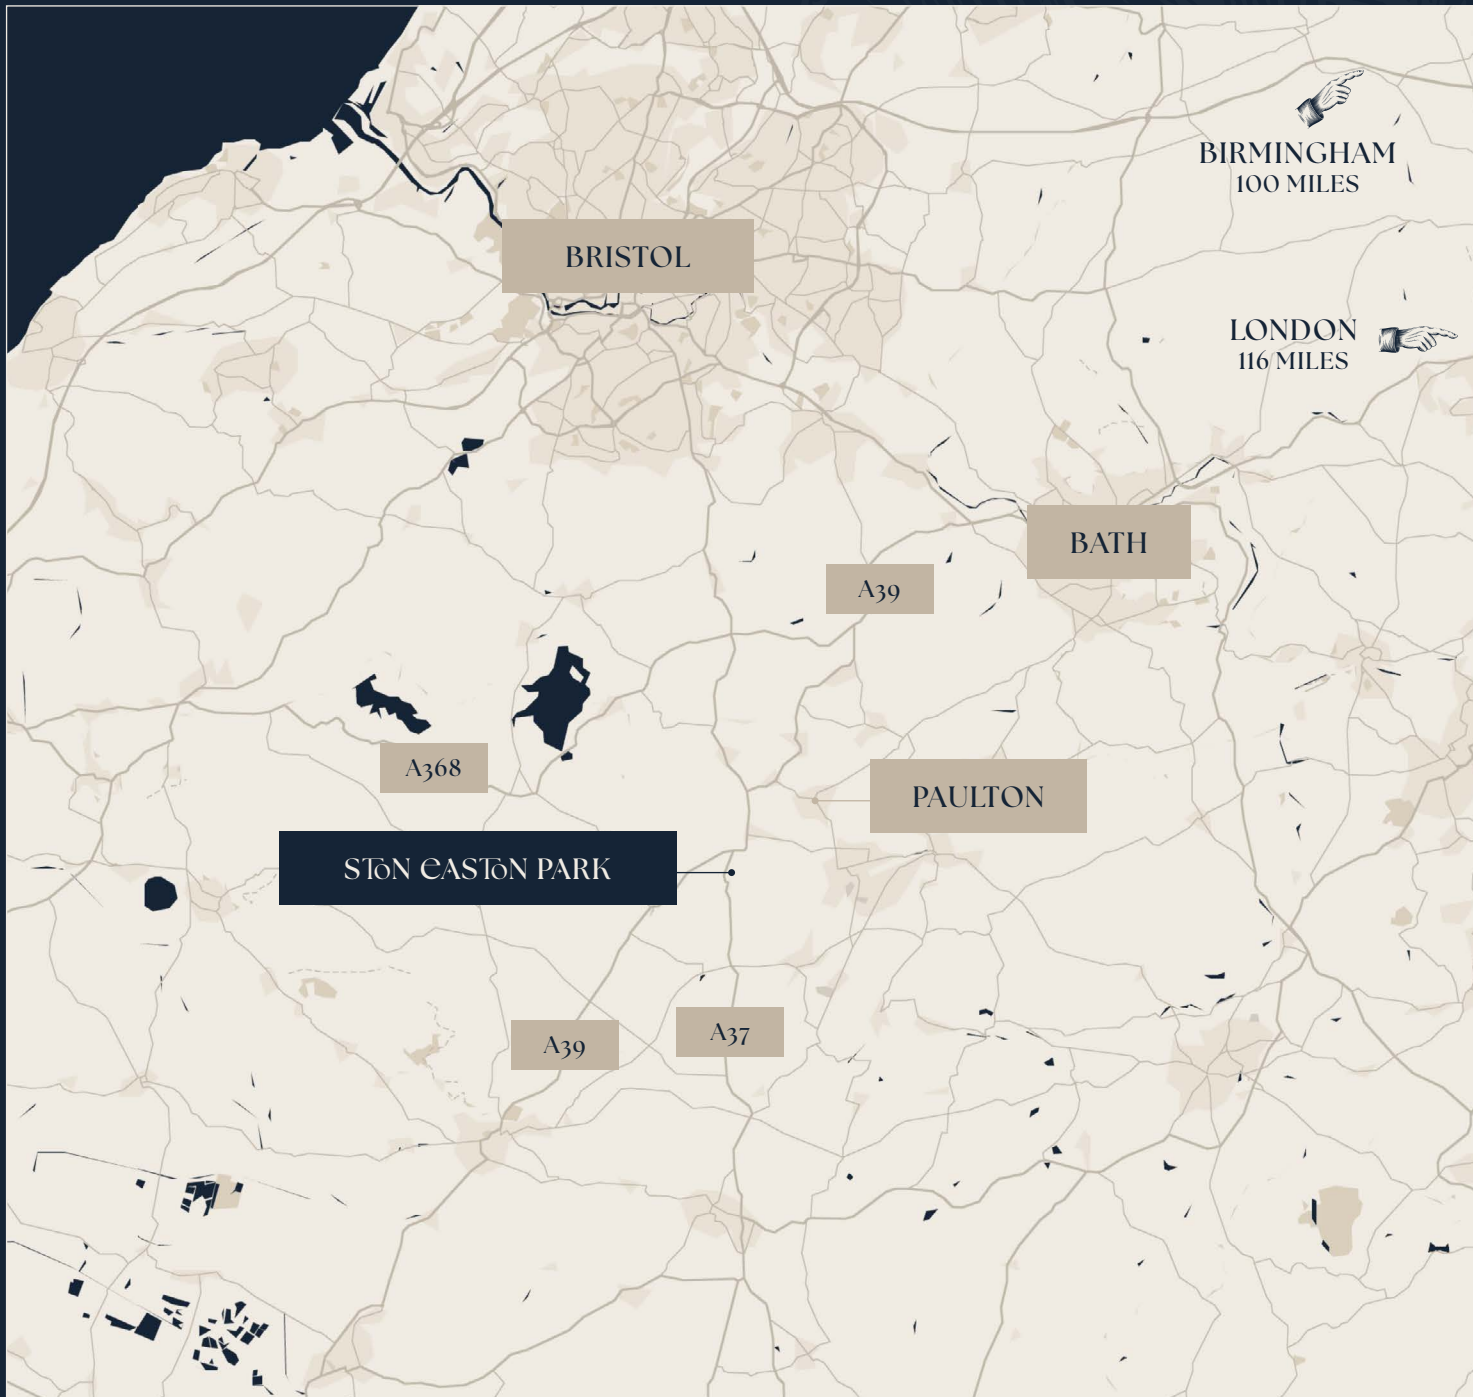 BIRMINGHAM
100 MILES
BRISTOL
LONDON
116 MILES
BATH
A39
A368
PAULTON
STON EASTON PARK
A39
A37